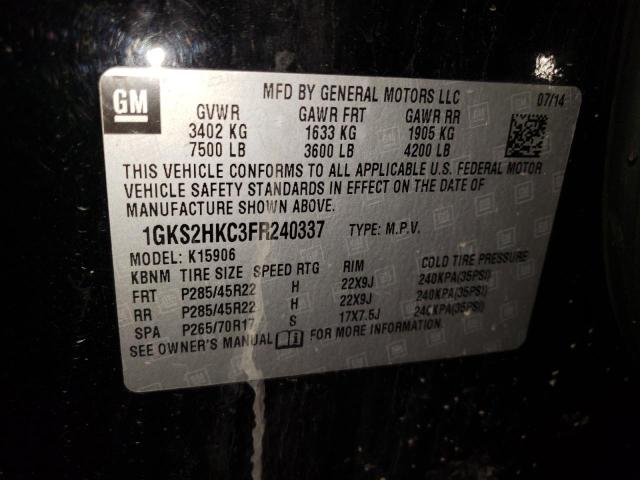 GM
MFD BY GENERAL MOTORS LLC 07/14
GVWR GAWR FRT GAWR RR
3402 KG 1633 KG 1905 KG
7500 LB 3600 LB 4200 LB
THIS VEHICLE CONFORMS TO ALL APPLICABLE U.S. FEDERAL MOTOR
VEHICLE SAFETY STANDARDS IN EFFECT ON THE DATE OF
MANUFACTURE SHOWN ABOVE.
1GKS2HKC3FR240337 TYPE: M.P.V.
MODEL: K15906
KBNM TIRE SIZE SPEED RTG RIM COLD TIRE PRESSURE
FRT P285/45R22 H 22X9J 240KPA(35PSI)
RR P285/45R22 H 22X9J 240KPA(35PSI)
SPA P265/70R17 S 17X7.5J 240KPA(35PSI)
SEE OWNER'S MANUAL FOR MORE INFORMATION